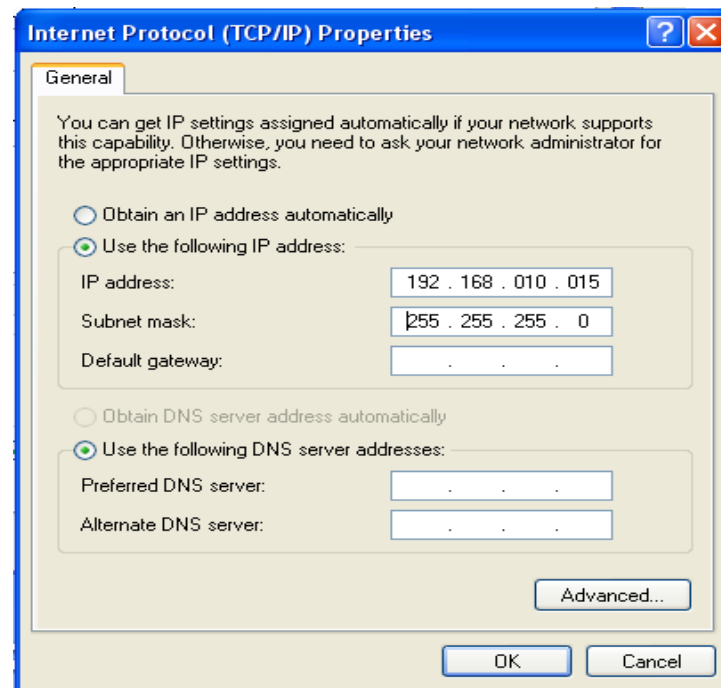 Internet Protocol (TCP/IP) Properties
General
You can get IP settings assigned automatically if your network supports
this capability. Otherwise, you need to ask your network administrator for
the appropriate IP settings.
Obtain an IP address automatically
Use the following IP address:
IP address: 192 . 168 . 010 . 015
Subnet mask: 255 . 255 . 255 . 0
Default gateway: . . .
Obtain DNS server address automatically
Use the following DNS server addresses:
Preferred DNS server: . . .
Alternate DNS server: . . .
Advanced...
OK Cancel